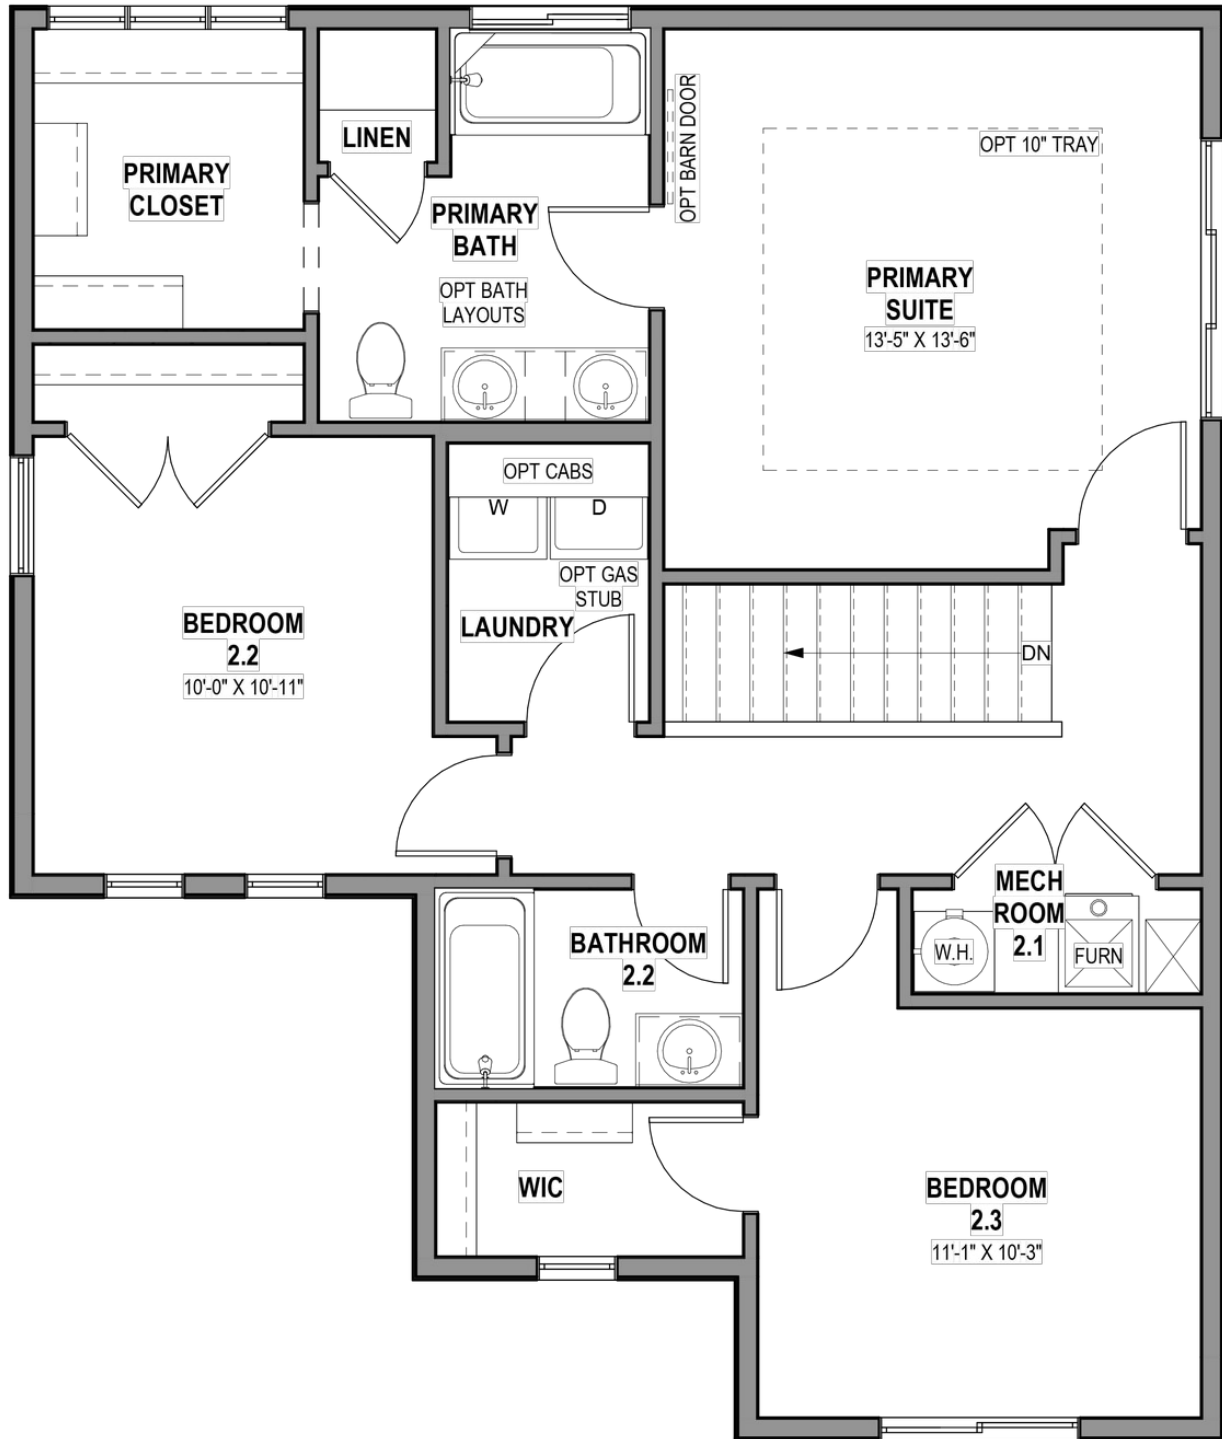 LINEN
PRIMARY
CLOSET
PRIMARY
BATH
OPT BATH
LAYOUTS
OPT BARN DOOR
OPT 10" TRAY
PRIMARY
SUITE
13'-5" X 13'-6"
OPT CABS
W
D
OPT GAS
STUB
LAUNDRY
BEDROOM
2.2
10'-0" X 10'-11"
DN
MECH
ROOM
2.1
W.H.
FURN
BATHROOM
2.2
WIC
BEDROOM
2.3
11'-1" X 10'-3"